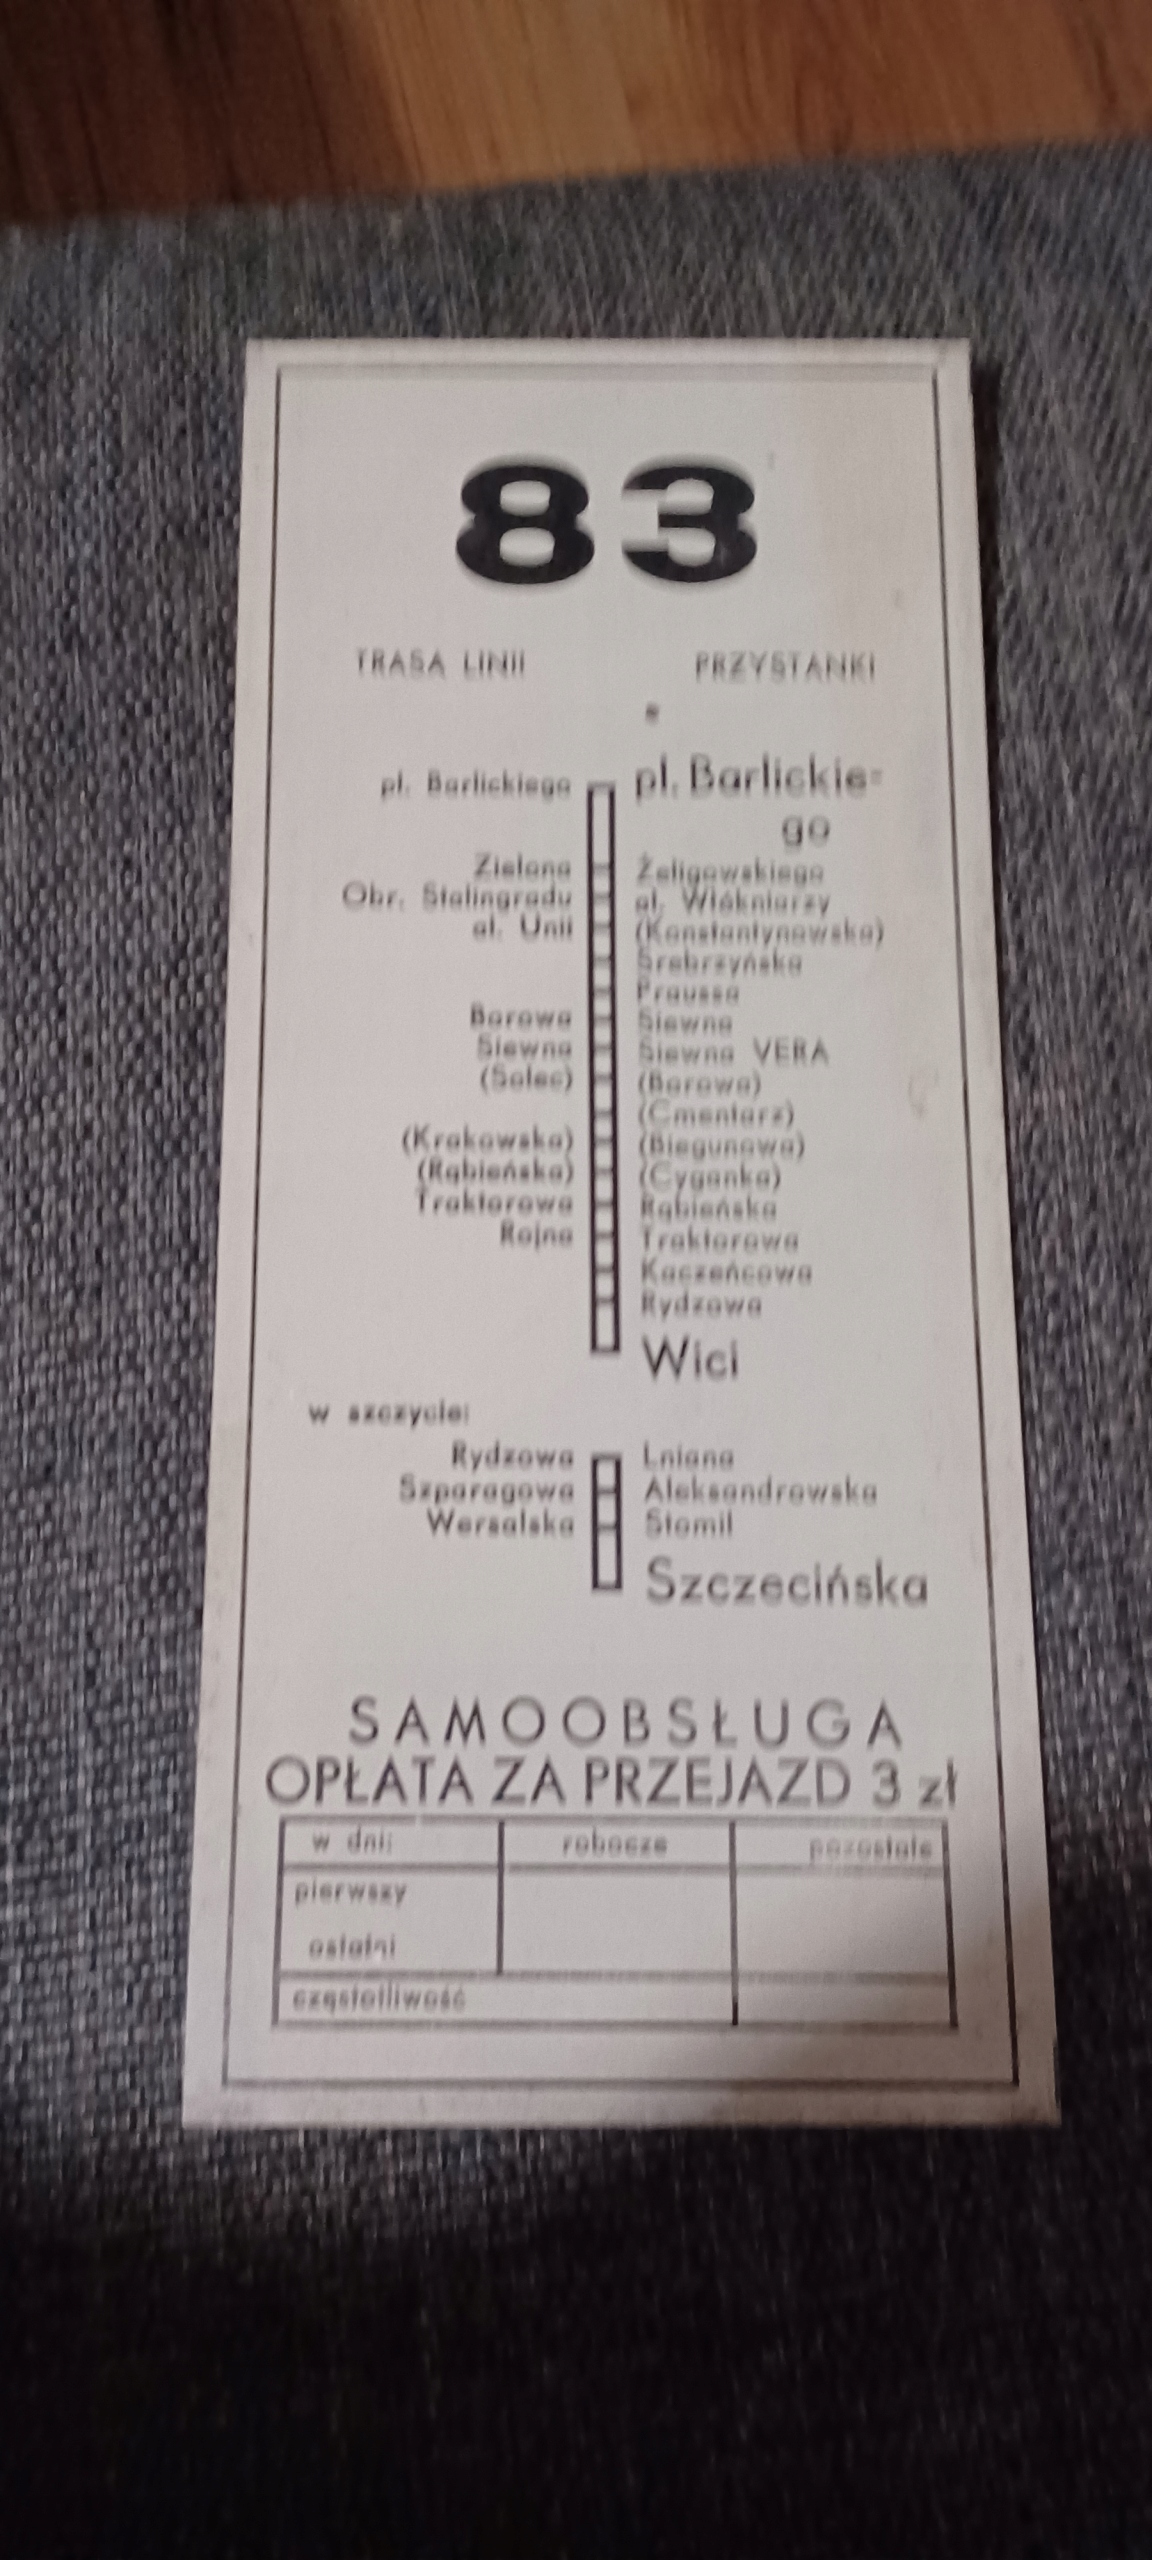 83
TRASA LINII PRZYSTANKI
pl. Barlickiego pl. Barlickie=
go
Zielona Żeligowskiego
Obr. Stalingradu al. Włókniarzy
al. Unii (Konstantynowska)
Srebrzyńska
Praussa
Borowa Siewna
Siewna Siewna VERA
(Solec) (Borowa)
(Cmentarz)
(Krakowska) (Biegunowa)
(Rąbieńska) (Cyganka)
Traktorowa Rąbieńska
Rojna Traktorowa
Kaczeńcowa
Rydzowa
Wici
w szczycie:
Rydzowa Lniana
Szparagowa Aleksandrowska
Wersalska Stomil
Szczecińska
SAMOOBSŁUGA
OPŁATA ZA PRZEJAZD 3 zł
w dni: robocze pozostałe
pierwszy
ostatni
częstotliwość